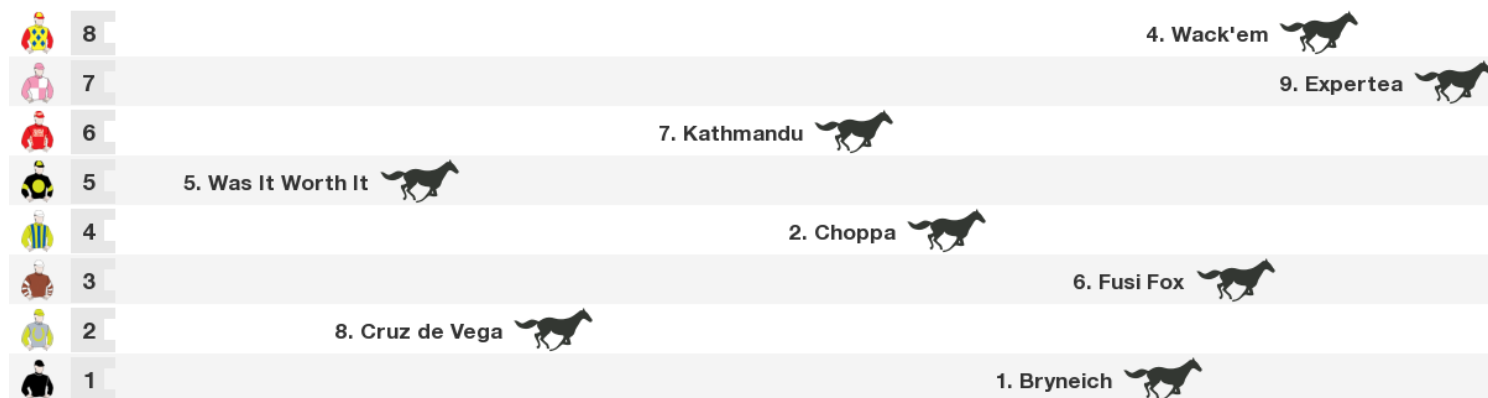 8 4. Wack'em
7 9. Expertea
6 7. Kathmandu
5 5. Was It Worth It
4 2. Choppa
3 6. Fusi Fox
2 8. Cruz de Vega
1 1. Bryneich